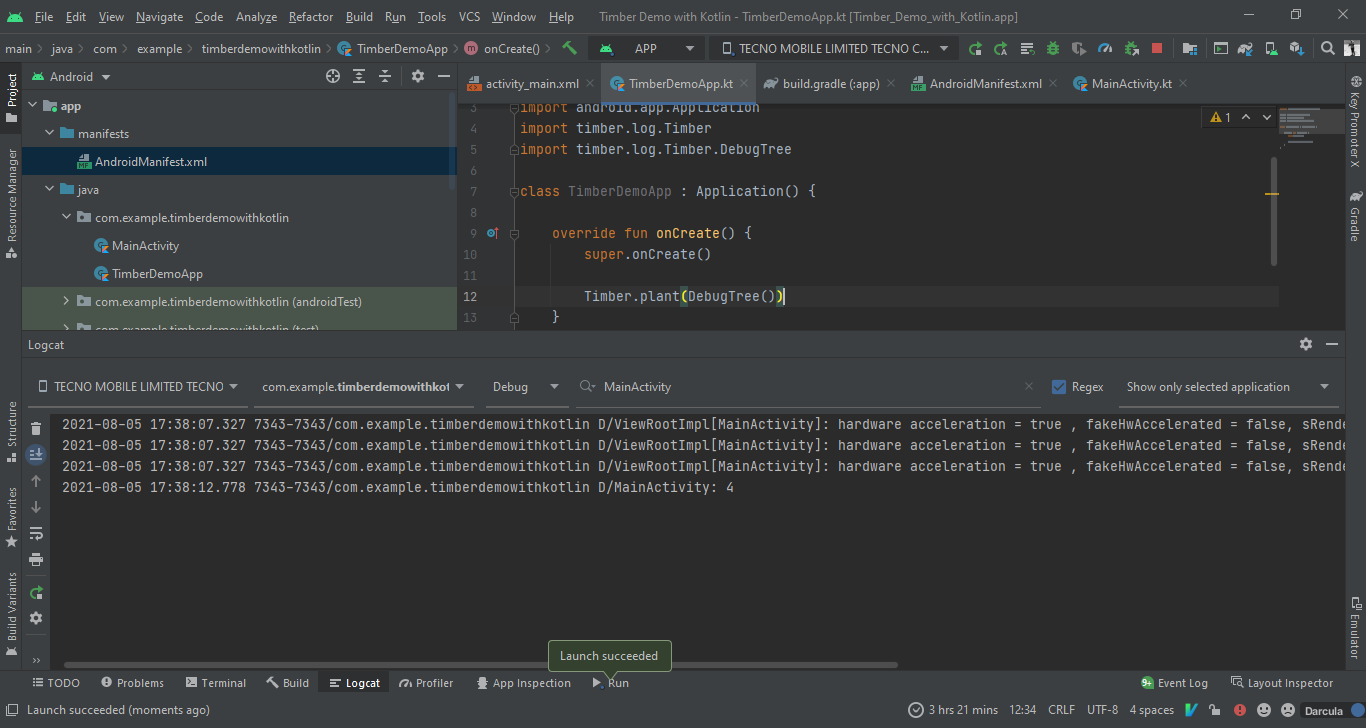 File Edit View Navigate Code Analyze Refactor Build Run Tools VCS Window Help Timber Demo with Kotlin - TimberDemoApp.kt [Timber_Demo_with_Kotlin.app]
main java com example timberdemowithkotlin TimberDemoApp onCreate() APP TECNO MOBILE LIMITED TECNO C...
Project
Resource Manager
Structure
Favorites
Build Variants
Android
app
manifests
AndroidManifest.xml
java
com.example.timberdemowithkotlin
MainActivity
TimberDemoApp
com.example.timberdemowithkotlin (androidTest)
com.example.timberdemowithkotlin (test)
activity_main.xml TimberDemoApp.kt build.gradle (:app) AndroidManifest.xml MainActivity.kt
3 import android.app.Application
4 import timber.log.Timber
5 import timber.log.Timber.DebugTree
6
7 class TimberDemoApp : Application() {
8
9 override fun onCreate() {
10 super.onCreate()
11
12 Timber.plant(DebugTree())
13 }
1
Key Promoter X
Gradle
Emulator
Logcat
TECNO MOBILE LIMITED TECNO com.example.timberdemowithkot Debug MainActivity Regex Show only selected application
2021-08-05 17:38:07.327 7343-7343/com.example.timberdemowithkotlin D/ViewRootImpl[MainActivity]: hardware acceleration = true , fakeHwAccelerated = false, sRende
2021-08-05 17:38:07.327 7343-7343/com.example.timberdemowithkotlin D/ViewRootImpl[MainActivity]: hardware acceleration = true , fakeHwAccelerated = false, sRende
2021-08-05 17:38:07.327 7343-7343/com.example.timberdemowithkotlin D/ViewRootImpl[MainActivity]: hardware acceleration = true , fakeHwAccelerated = false, sRende
2021-08-05 17:38:12.778 7343-7343/com.example.timberdemowithkotlin D/MainActivity: 4
Launch succeeded
TODO Problems Terminal Build Logcat Profiler App Inspection Run 9+ Event Log Layout Inspector
Launch succeeded (moments ago) 3 hrs 21 mins 12:34 CRLF UTF-8 4 spaces Darcula